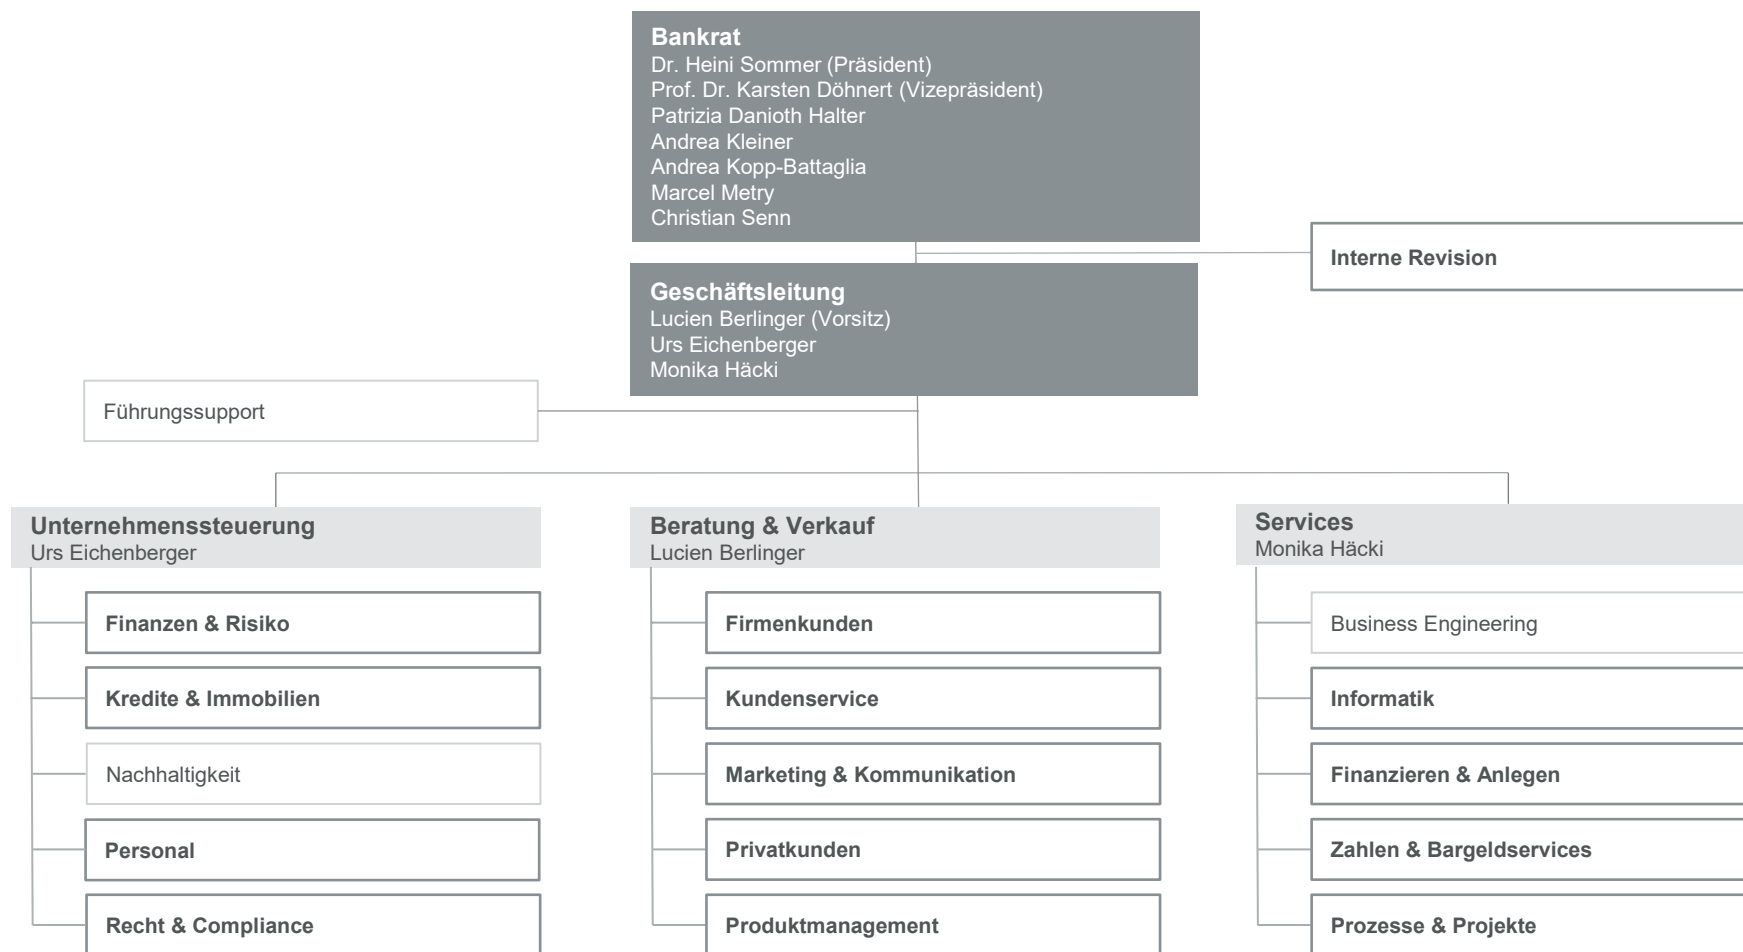 Bankrat
Dr. Heini Sommer (Präsident)
Prof. Dr. Karsten Döhnert (Vizepräsident)
Patrizia Danioth Halter
Andrea Kleiner
Andrea Kopp-Battaglia
Marcel Metry
Christian Senn
Interne Revision
Geschäftsleitung
Lucien Berlinger (Vorsitz)
Urs Eichenberger
Monika Häcki
Führungssupport
Unternehmenssteuerung
Urs Eichenberger
Finanzen & Risiko
Kredite & Immobilien
Nachhaltigkeit
Personal
Recht & Compliance
Beratung & Verkauf
Lucien Berlinger
Firmenkunden
Kundenservice
Marketing & Kommunikation
Privatkunden
Produktmanagement
Services
Monika Häcki
Business Engineering
Informatik
Finanzieren & Anlegen
Zahlen & Bargeldservices
Prozesse & Projekte